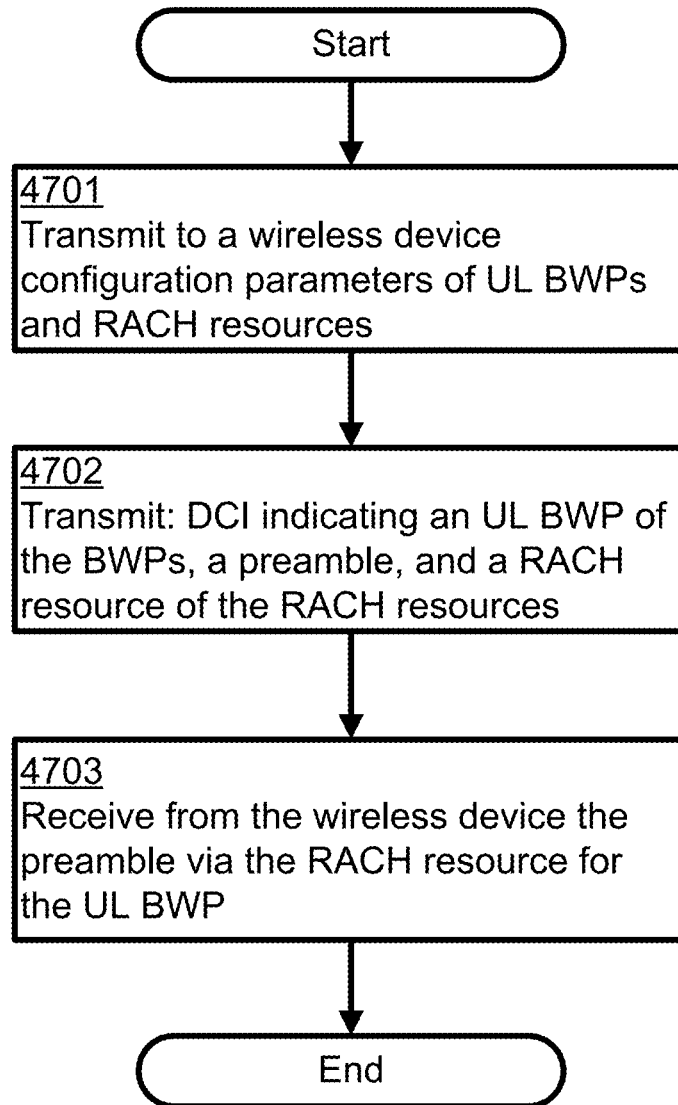 Start
4701
Transmit to a wireless device
configuration parameters of UL BWPs
and RACH resources
4702
Transmit: DCI indicating an UL BWP of
the BWPs, a preamble, and a RACH
resource of the RACH resources
4703
Receive from the wireless device the
preamble via the RACH resource for
the UL BWP
End